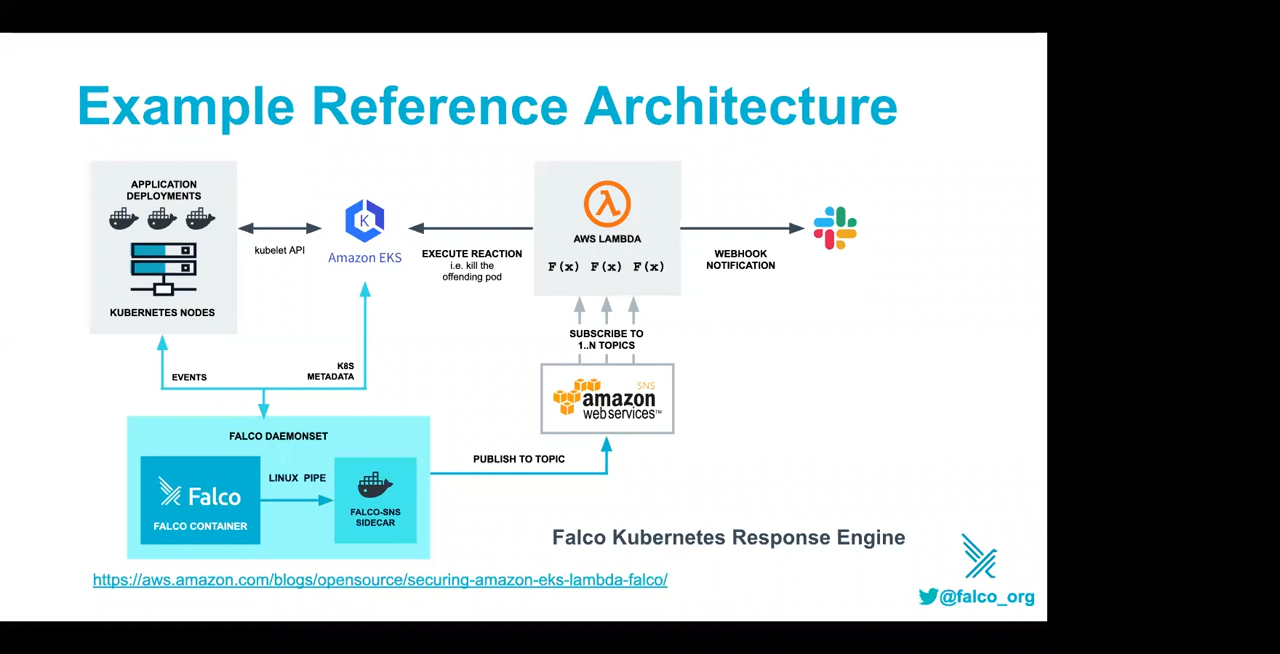 Example Reference Architecture
APPLICATION
DEPLOYMENTS
KUBERNETES NODES
kubelet API
K
Amazon EKS
EXECUTE REACTION
i.e. kill the
offending pod
λ
AWS LAMBDA
F(x) F(x) F(x)
WEBHOOK
NOTIFICATION
SUBSCRIBE TO
1..N TOPICS
SNS
amazon
web services™
EVENTS
K8S
METADATA
FALCO DAEMONSET
Falco
FALCO CONTAINER
LINUX PIPE
FALCO-SNS
SIDECAR
PUBLISH TO TOPIC
Falco Kubernetes Response Engine
https://aws.amazon.com/blogs/opensource/securing-amazon-eks-lambda-falco/
@falco_org